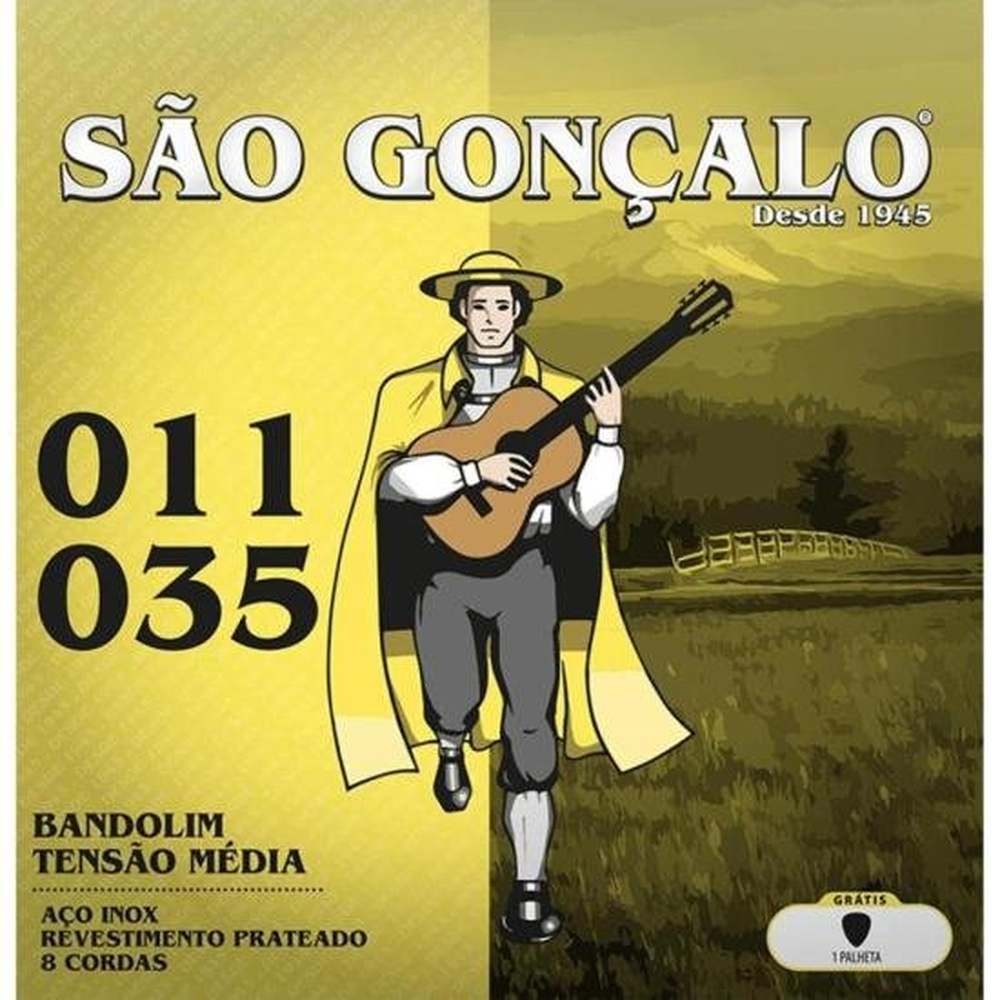 SÃO GONÇALO®
Desde 1945
011
035
BANDOLIM
TENSÃO MÉDIA
AÇO INOX
REVESTIMENTO PRATEADO
8 CORDAS
GRÁTIS
1 PALHETA